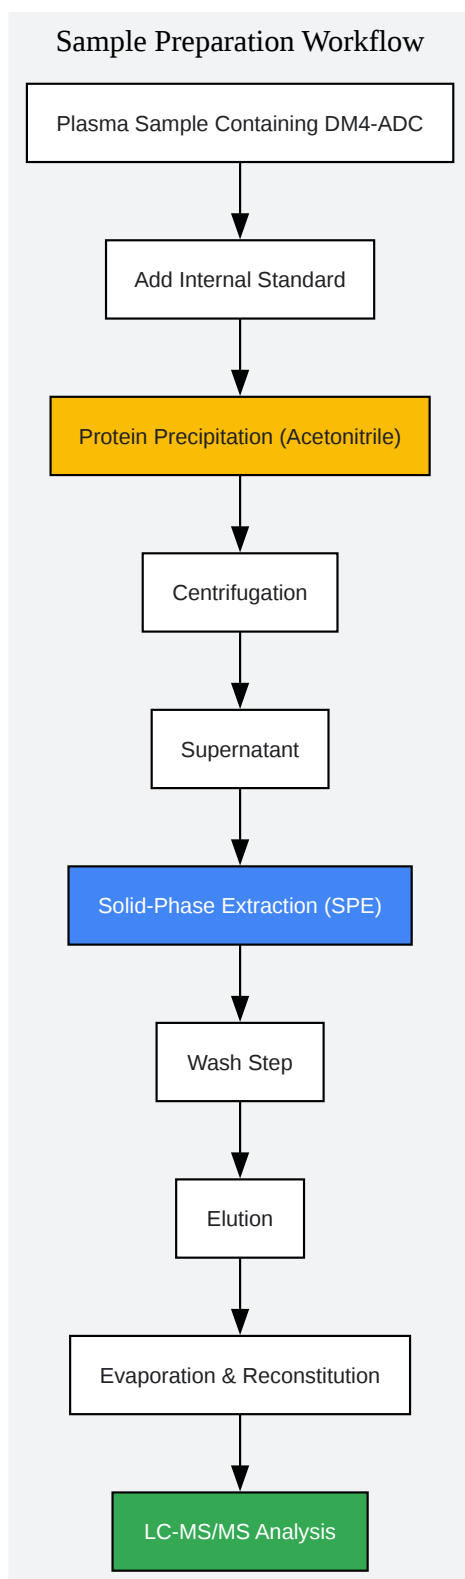 Sample Preparation Workflow
Plasma Sample Containing DM4-ADC
Add Internal Standard
Protein Precipitation (Acetonitrile)
Centrifugation
Supernatant
Solid-Phase Extraction (SPE)
Wash Step
Elution
Evaporation & Reconstitution
LC-MS/MS Analysis